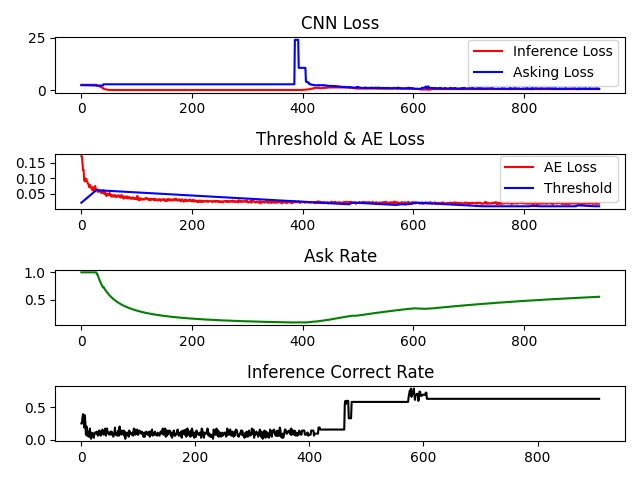 CNN Loss
25
0
Inference Loss
Asking Loss
0 200 400 600 800
Threshold & AE Loss
0.15
0.10
0.05
AE Loss
Threshold
0 200 400 600 800
Ask Rate
1.0
0.5
0 200 400 600 800
Inference Correct Rate
0.5
0.0
0 200 400 600 800